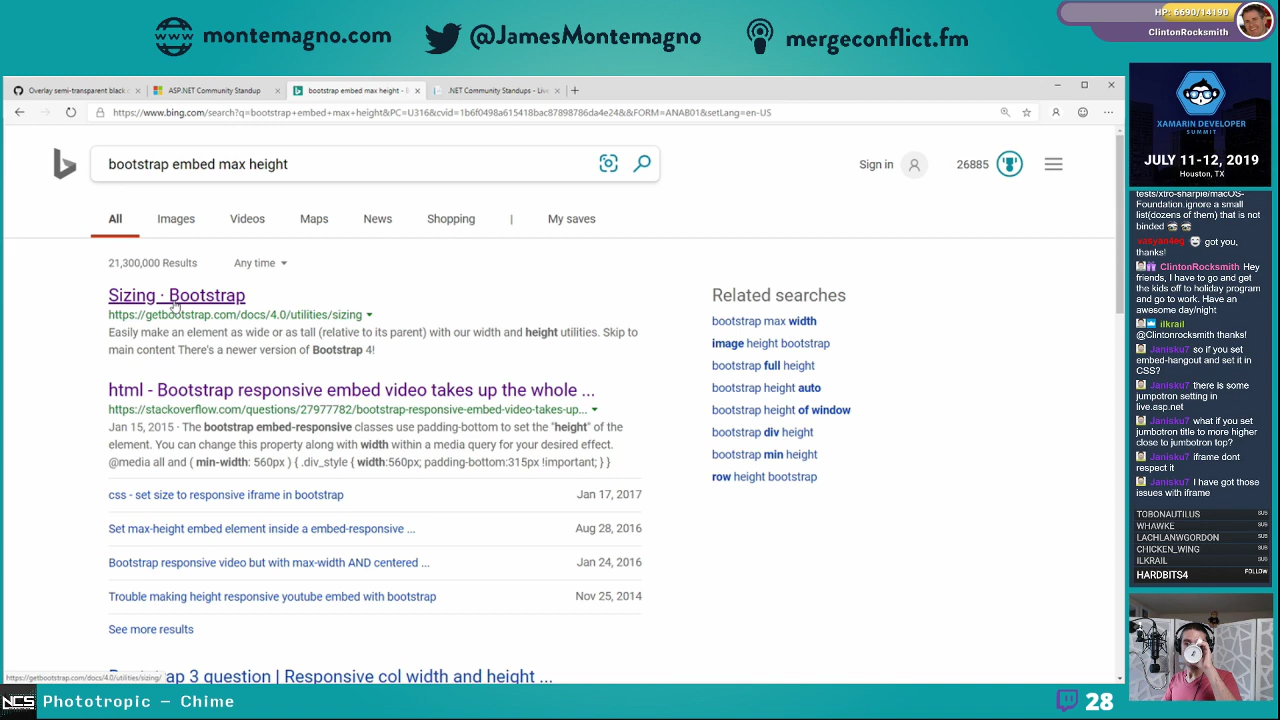 montemagno.com
@JamesMontemagno
mergeconflict.fm
HP: 6690/14190
ClintonRocksmith
Overlay semi-transparent black
ASP.NET Community Standup
bootstrap embed max height -
.NET Community Standups - Live
https://www.bing.com/search?q=bootstrap+embed+max+height&PC=U316&cvid=1b6f0498a615418bac87898786da4e24&&FORM=ANAB01&setLang=en-US
bootstrap embed max height
Sign in
26885
All
Images
Videos
Maps
News
Shopping
|
My saves
21,300,000 Results
Any time
Sizing · Bootstrap
https://getbootstrap.com/docs/4.0/utilities/sizing
Easily make an element as wide or as tall (relative to its parent) with our width and height utilities. Skip to
main content There's a newer version of Bootstrap 4!
html - Bootstrap responsive embed video takes up the whole ...
https://stackoverflow.com/questions/27977782/bootstrap-responsive-embed-video-takes-up...
Jan 15, 2015 · The bootstrap embed-responsive classes use padding-bottom to set the "height" of the
element. You can change this property along with width within a media query for your desired effect.
@media all and ( min-width: 560px ) { .div_style { width:560px; padding-bottom:315px !important; } }
css - set size to responsive iframe in bootstrap
Jan 17, 2017
Set max-height embed element inside a embed-responsive ...
Aug 28, 2016
Bootstrap responsive video but with max-width AND centered ...
Jan 24, 2016
Trouble making height responsive youtube embed with bootstrap
Nov 25, 2014
See more results
Bootstrap 3 question | Responsive col width and height ...
Related searches
bootstrap max width
image height bootstrap
bootstrap full height
bootstrap height auto
bootstrap height of window
bootstrap div height
bootstrap min height
row height bootstrap
https://getbootstrap.com/docs/4.0/utilities/sizing/
XAMARIN DEVELOPER
SUMMIT
JULY 11-12, 2019
Houston, TX
tests/xtro-sharpie/macOS-
Foundation.ignore a small
list(dozens of them) that is not
binded
vasyan4eg got you,
thanks!
ClintonRocksmith Hey
friends, I have to go and get
the kids off to holiday program
and go to work. Have an
awesome day/night
ilkrail
@Clintonrocksmith thanks!
Janisku7 so if you set
embed-hangout and set it in
CSS?
Janisku7 there is some
jumpotron setting in
live.asp.net
Janisku7 what if you set
jumbotron title to more higher
close to jumbotron top?
Janisku7 iframe dont
respect it
Janisku7 I have got those
issues with iframe
TOBONAUTILUS SUB
WHAWKE SUB
LACHLANWGORDON SUB
CHICKEN_WING SUB
ILKRAIL SUB
HARDBITS4 FOLLOW
NCS
Phototropic – Chime
28